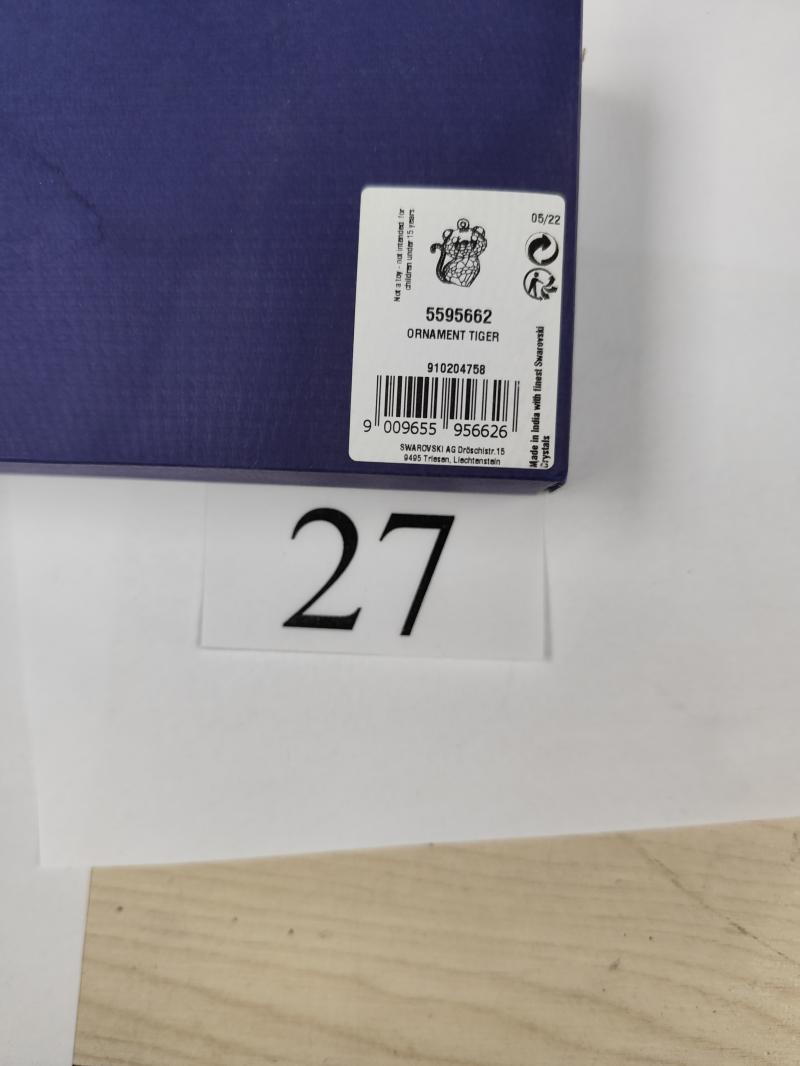 Not a toy - not intended for
children under 15 years
05/22
5595662
ORNAMENT TIGER
910204758
9 009655 956626
SWAROVSKI AG Dröschistr.15
9495 Triesen, Liechtenstein
Made in India with finest Swarovski
Crystals
27